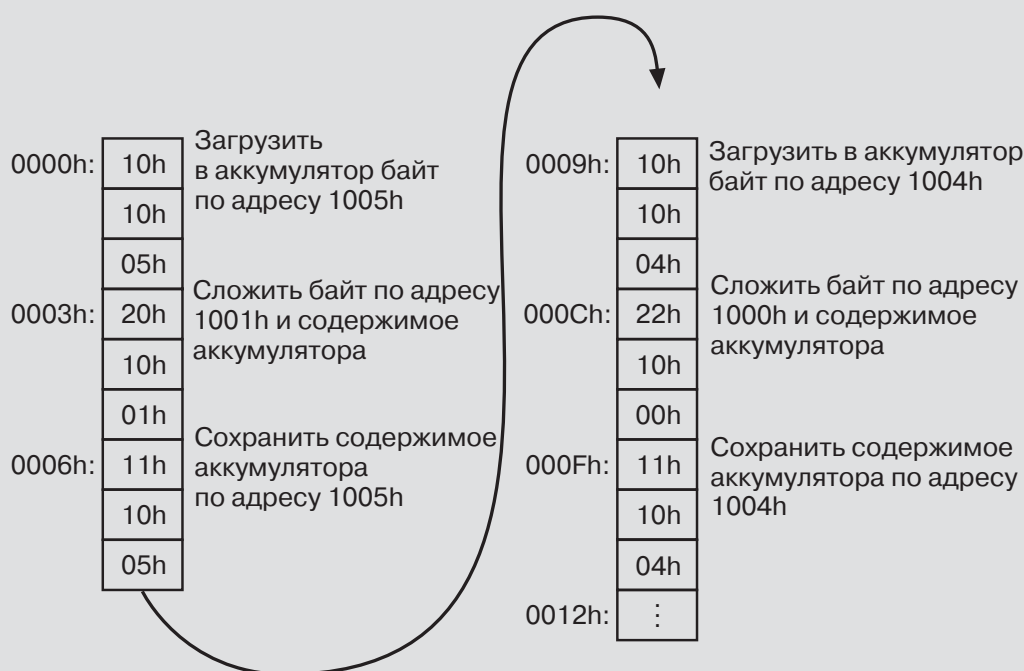 0000h: 10h Загрузить
в аккумулятор байт
по адресу 1005h
10h
05h
0003h: 20h Сложить байт по адресу
1001h и содержимое
аккумулятора
10h
01h
0006h: 11h Сохранить содержимое
аккумулятора
по адресу 1005h
10h
05h
0009h: 10h Загрузить в аккумулятор
байт по адресу 1004h
10h
04h
000Ch: 22h Сложить байт по адресу
1000h и содержимое
аккумулятора
10h
00h
000Fh: 11h Сохранить содержимое
аккумулятора по адресу
1004h
10h
04h
0012h: ⋮